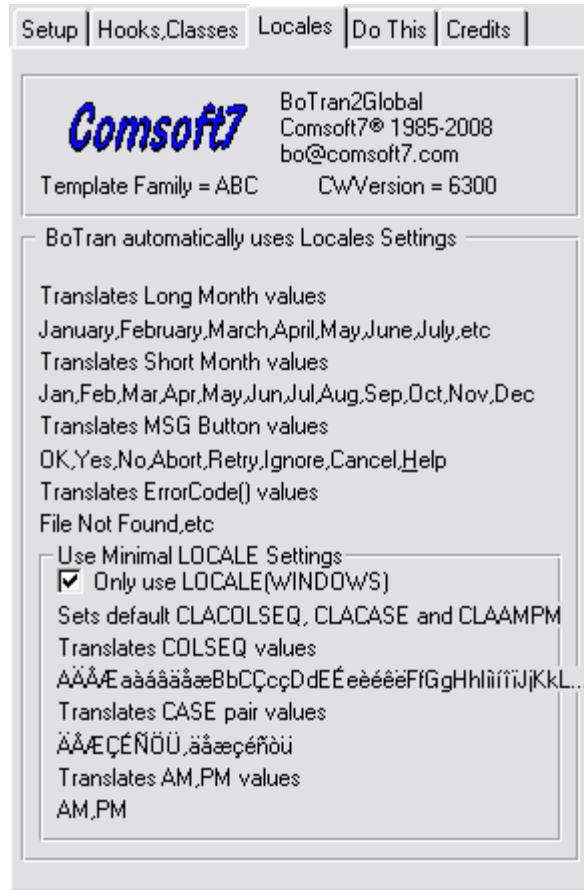 Setup Hooks,Classes Locales Do This Credits
Comsoft7
BoTran2Global
Comsoft7® 1985-2008
bo@comsoft7.com
Template Family = ABC CWVersion = 6300
BoTran automatically uses Locales Settings
Translates Long Month values
January,February,March,April,May,June,July,etc
Translates Short Month values
Jan,Feb,Mar,Apr,May,Jun,Jul,Aug,Sep,Oct,Nov,Dec
Translates MSG Button values
OK,Yes,No,Abort,Retry,Ignore,Cancel,Help
Translates ErrorCode() values
File Not Found,etc
Use Minimal LOCALE Settings
Only use LOCALE(WINDOWS)
Sets default CLACOLSEQ, CLACASE and CLAAMPM
Translates COLSEQ values
AÄÅÆaàáâäåæBbCÇcçDdEÉeèéêëFfGgHhIiìíîïJjKkL...
Translates CASE pair values
ÄÅÆÇÉÑÖÜ,äåæçéñöü
Translates AM,PM values
AM,PM